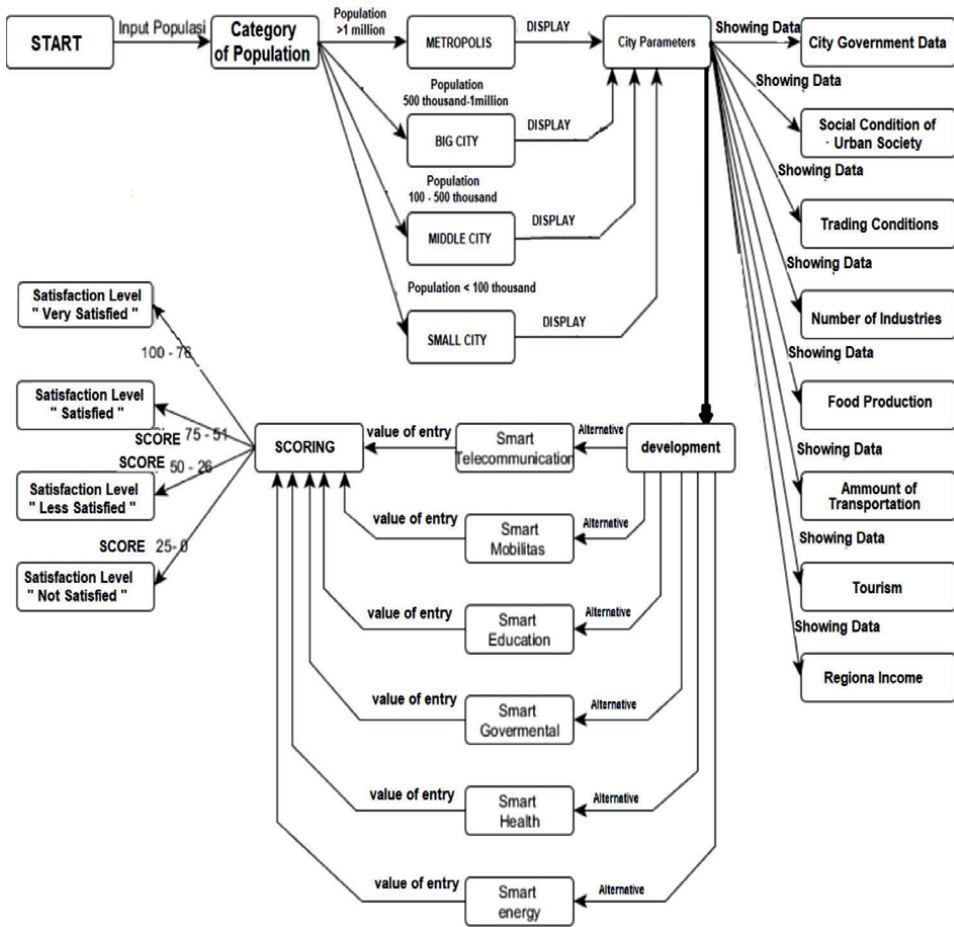 START
Input Populasi
Category
of Population
Population
>1 million
METROPOLIS
DISPLAY
City Parameters
Showing Data
City Government Data
Population
500 thousand-1million
BIG CITY
DISPLAY
Showing Data
Social Condition of
- Urban Society
Population
100 - 500 thousand
MIDDLE CITY
DISPLAY
Showing Data
Trading Conditions
Population < 100 thousand
SMALL CITY
DISPLAY
Showing Data
Number of Industries
Showing Data
Food Production
Showing Data
Ammount of
Transportation
Showing Data
Tourism
Showing Data
Regiona Income
development
Alternative
Smart
Telecommunication
value of entry
SCORING
Alternative
Smart
Mobilitas
value of entry
Alternative
Smart
Education
value of entry
Alternative
Smart
Govermental
value of entry
Alternative
Smart
Health
value of entry
Alternative
Smart
energy
value of entry
Satisfaction Level
" Very Satisfied "
100 - 76
Satisfaction Level
" Satisfied "
SCORE 75 - 51
SCORE 50 - 26
Satisfaction Level
" Less Satisfied "
SCORE 25- 0
Satisfaction Level
" Not Satisfied "